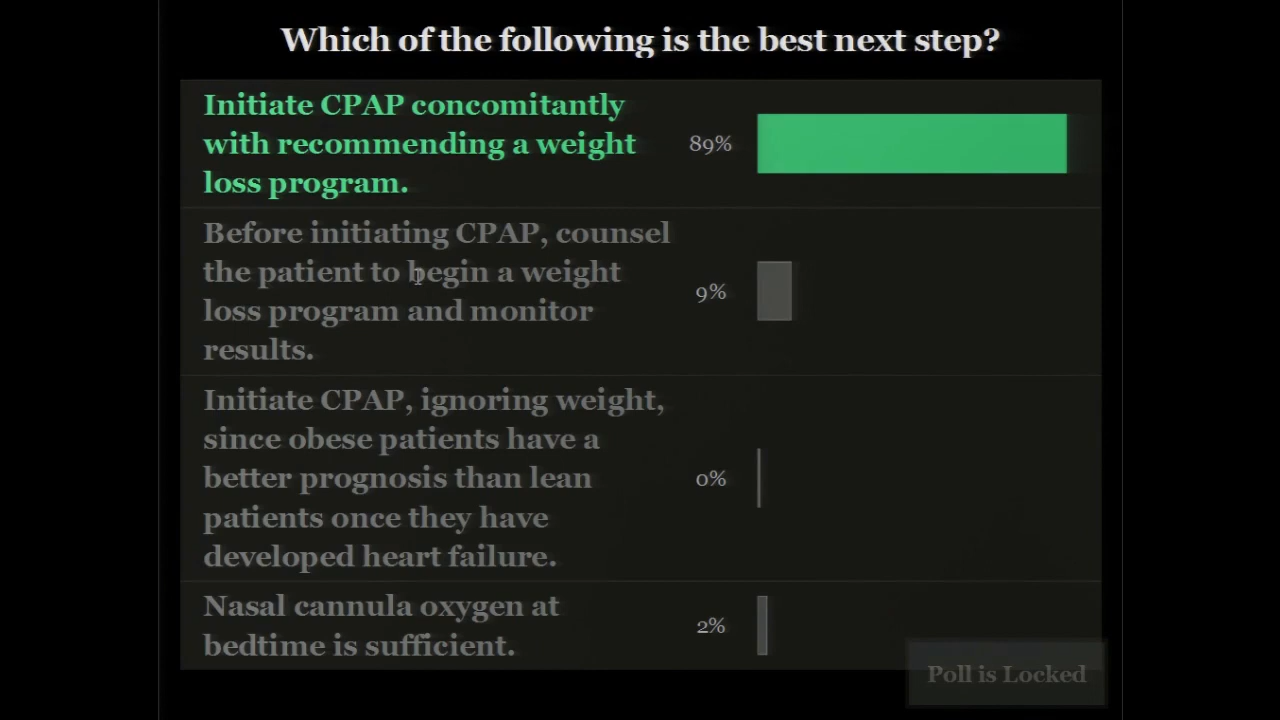 Which of the following is the best next step?
Initiate CPAP concomitantly
with recommending a weight
loss program.
89%
Before initiating CPAP, counsel
the patient to begin a weight
loss program and monitor
results.
9%
Initiate CPAP, ignoring weight,
since obese patients have a
better prognosis than lean
patients once they have
developed heart failure.
0%
Nasal cannula oxygen at
bedtime is sufficient.
2%
Poll is Locked